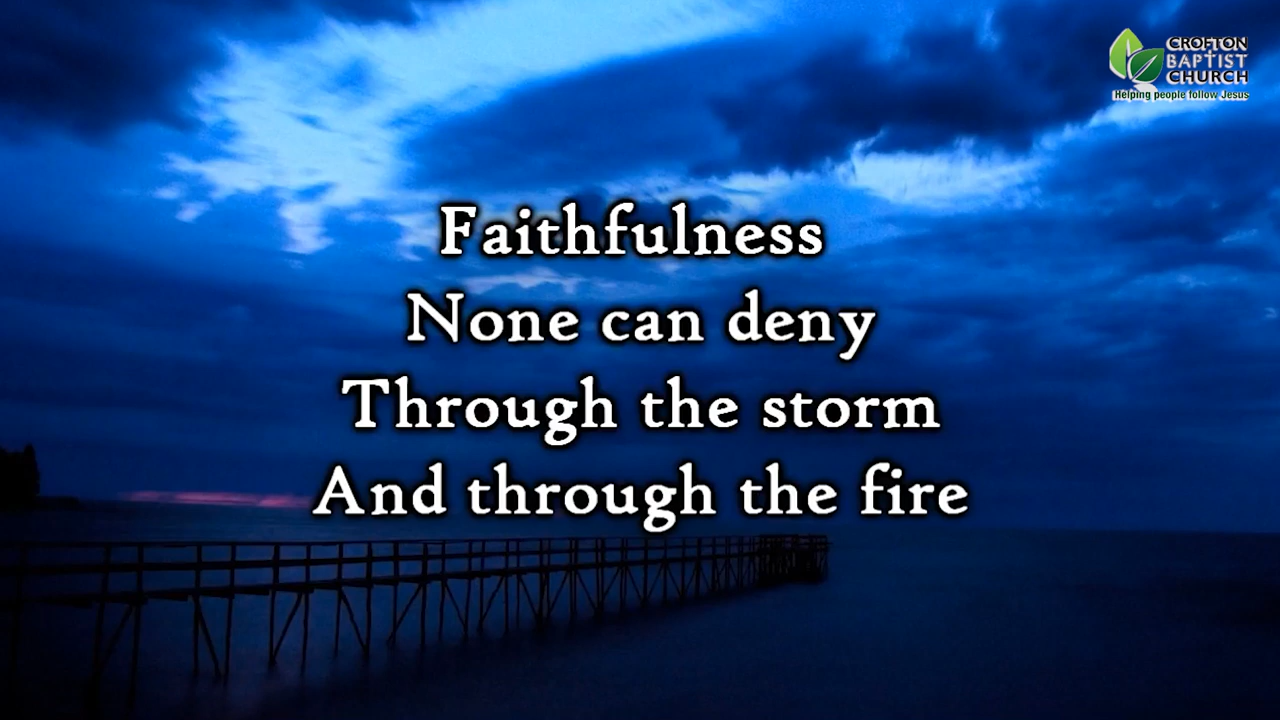 CROFTON
BAPTIST
CHURCH
Helping people follow Jesus
Faithfulness
None can deny
Through the storm
And through the fire